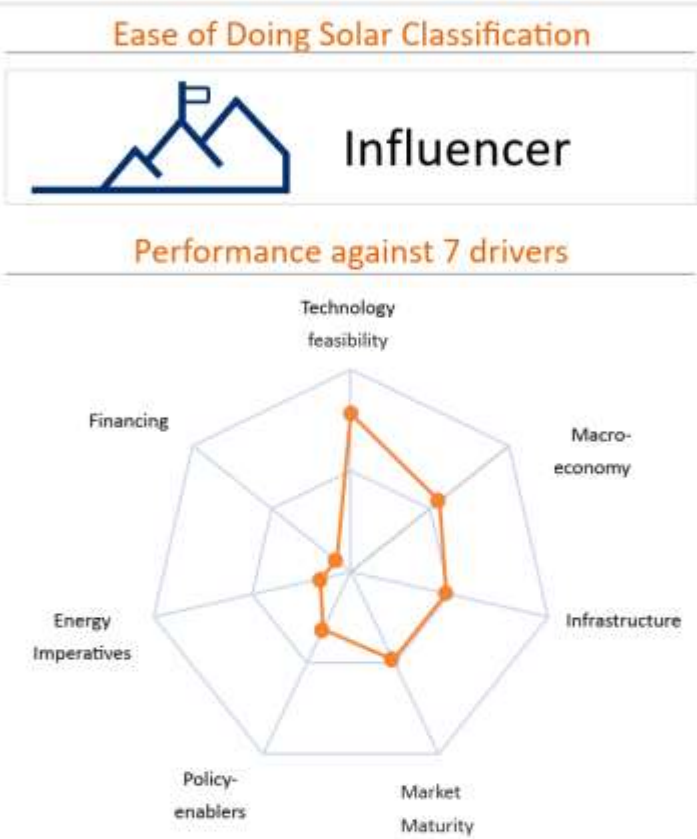 Ease of Doing Solar Classification
Influencer
Performance against 7 drivers
Technology
feasibility
Financing
Macro-
economy
Energy
Imperatives
Infrastructure
Policy-
enablers
Market
Maturity